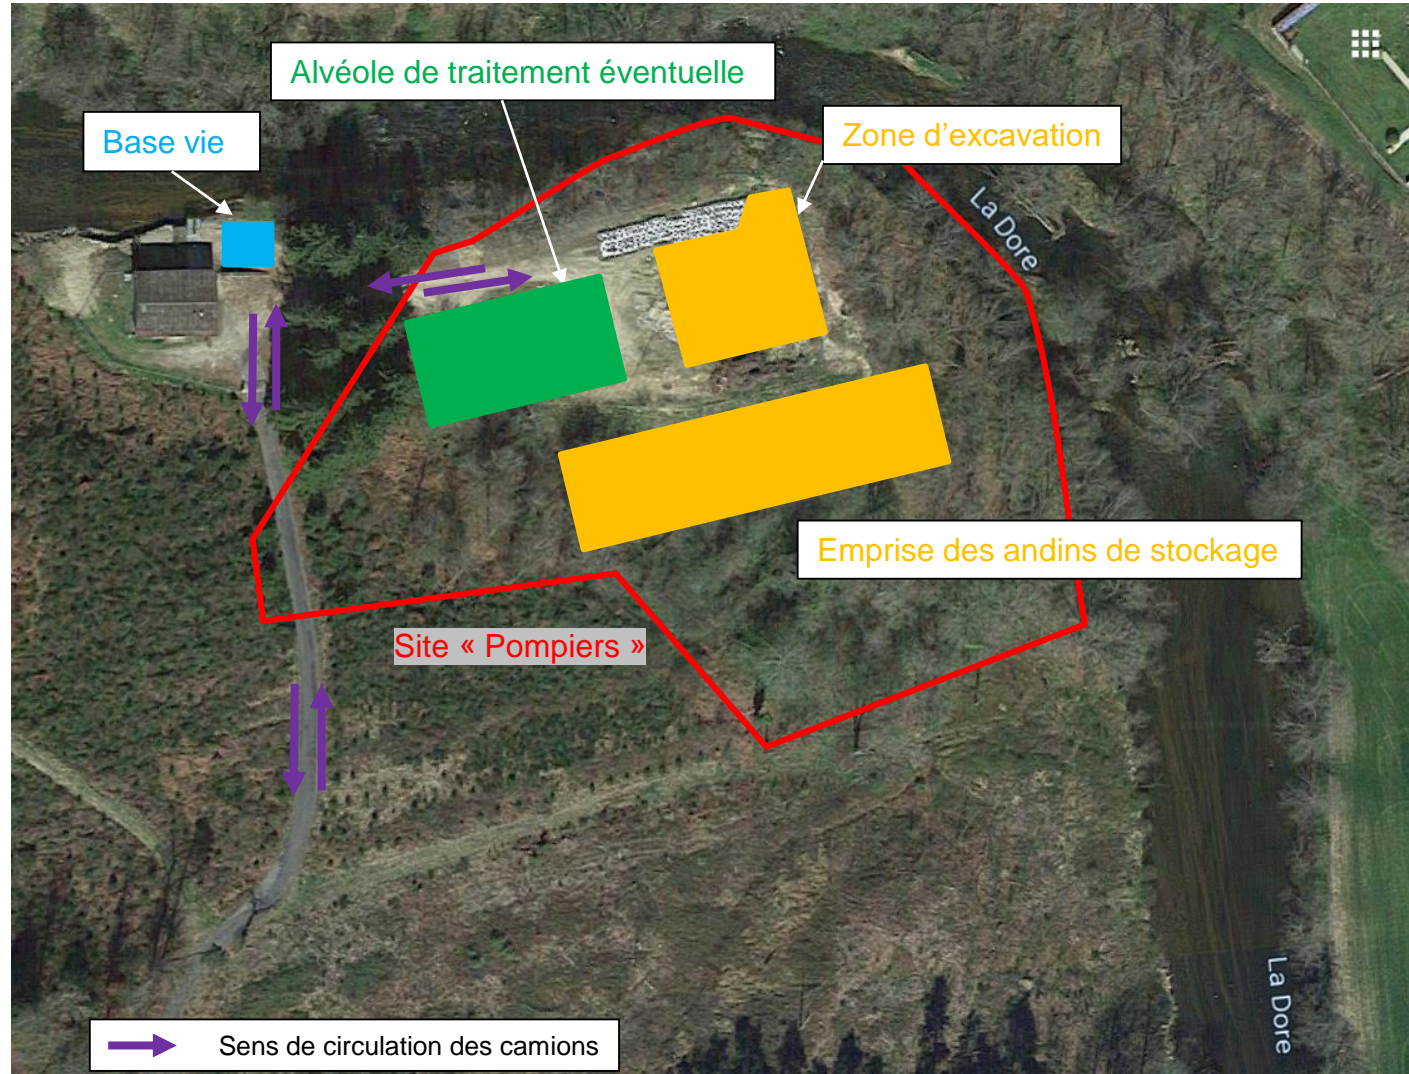 Alvéole de traitement éventuelle
Base vie
Zone d'excavation
La Dore
Emprise des andins de stockage
Site « Pompiers »
La Dore
Sens de circulation des camions